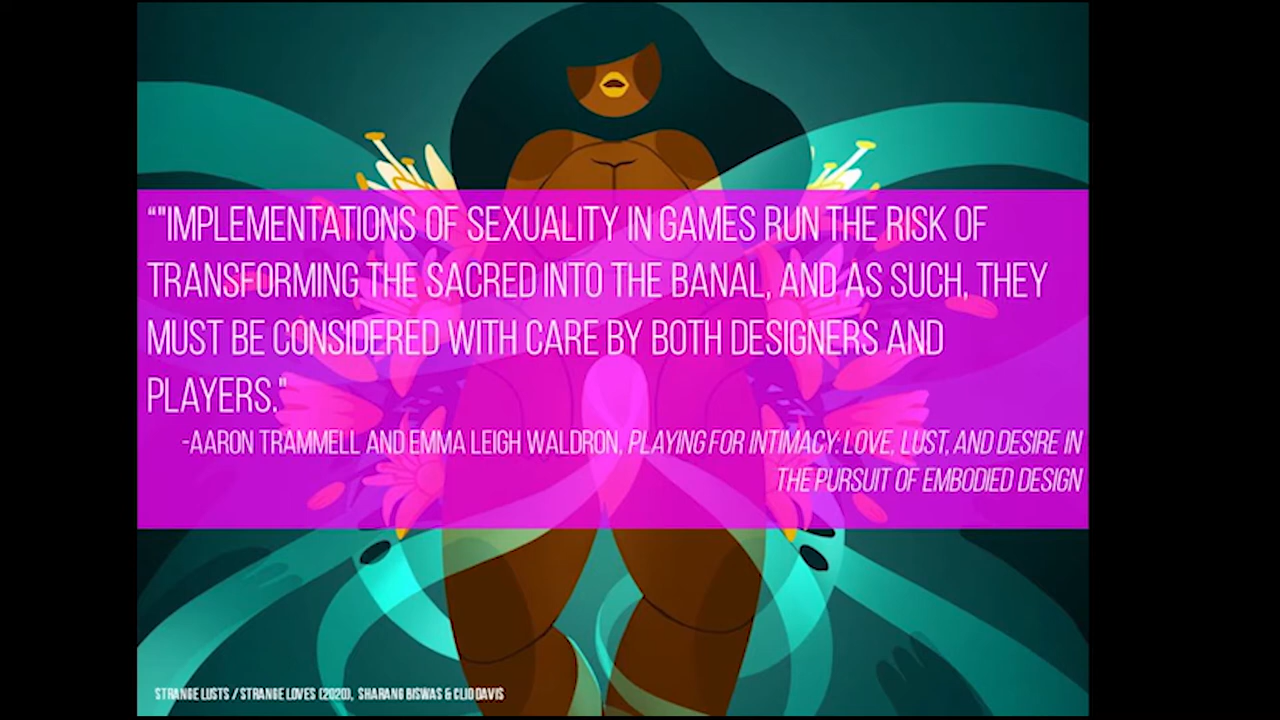 “"IMPLEMENTATIONS OF SEXUALITY IN GAMES RUN THE RISK OF
TRANSFORMING THE SACRED INTO THE BANAL, AND AS SUCH, THEY
MUST BE CONSIDERED WITH CARE BY BOTH DESIGNERS AND
PLAYERS."
-AARON TRAMMELL AND EMMA LEIGH WALDRON, PLAYING FOR INTIMACY: LOVE, LUST, AND DESIRE IN
THE PURSUIT OF EMBODIED DESIGN
STRANGE LUSTS / STRANGE LOVES (2020), SHARANG BISWAS & CLIO DAVIS